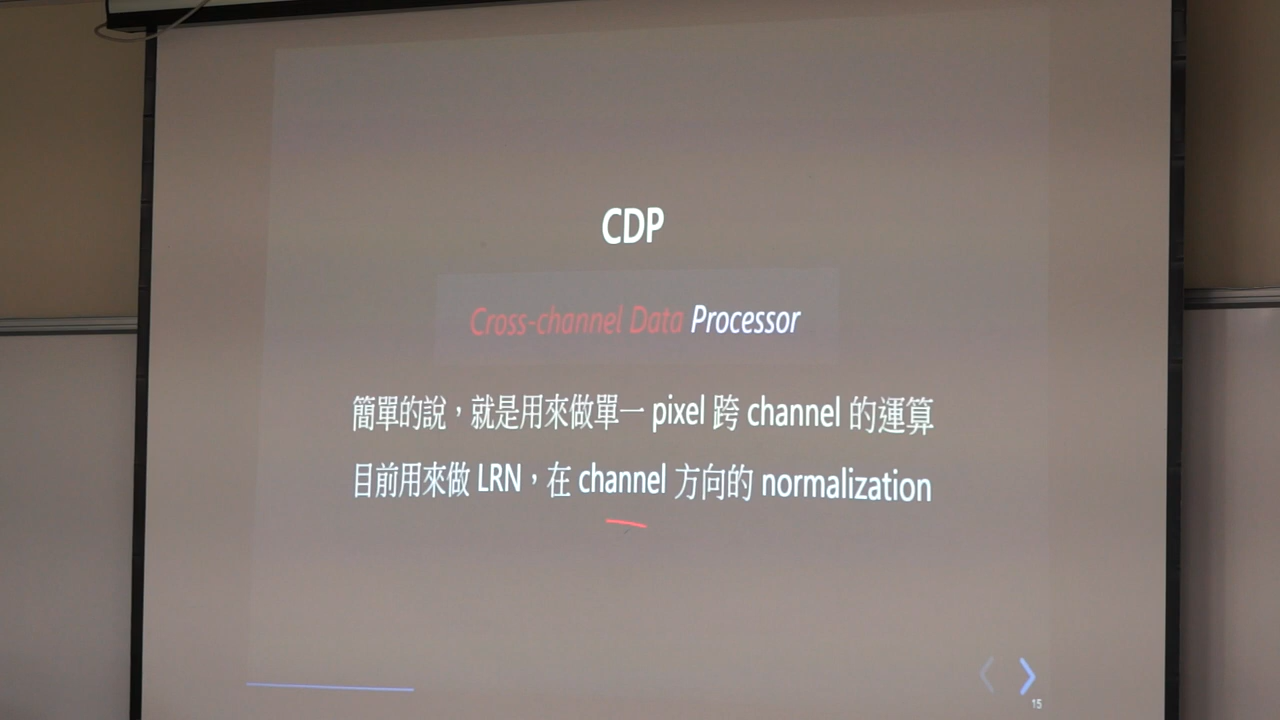 CDP
Cross-channel Data Processor
簡單的說，就是用來做單一 pixel 跨 channel 的運算
目前用來做 LRN，在 channel 方向的 normalization
15